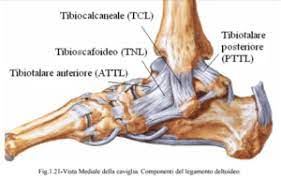 Tibiocalcaneale (TCL)
Tibioscafoideo (TNL)
Tibiotalare anteriore (ATTL)
Tibiotalare
posteriore
(PTTL)
Fig.1.21-Vista Mediale della caviglia. Componenti del legamento deltoideo